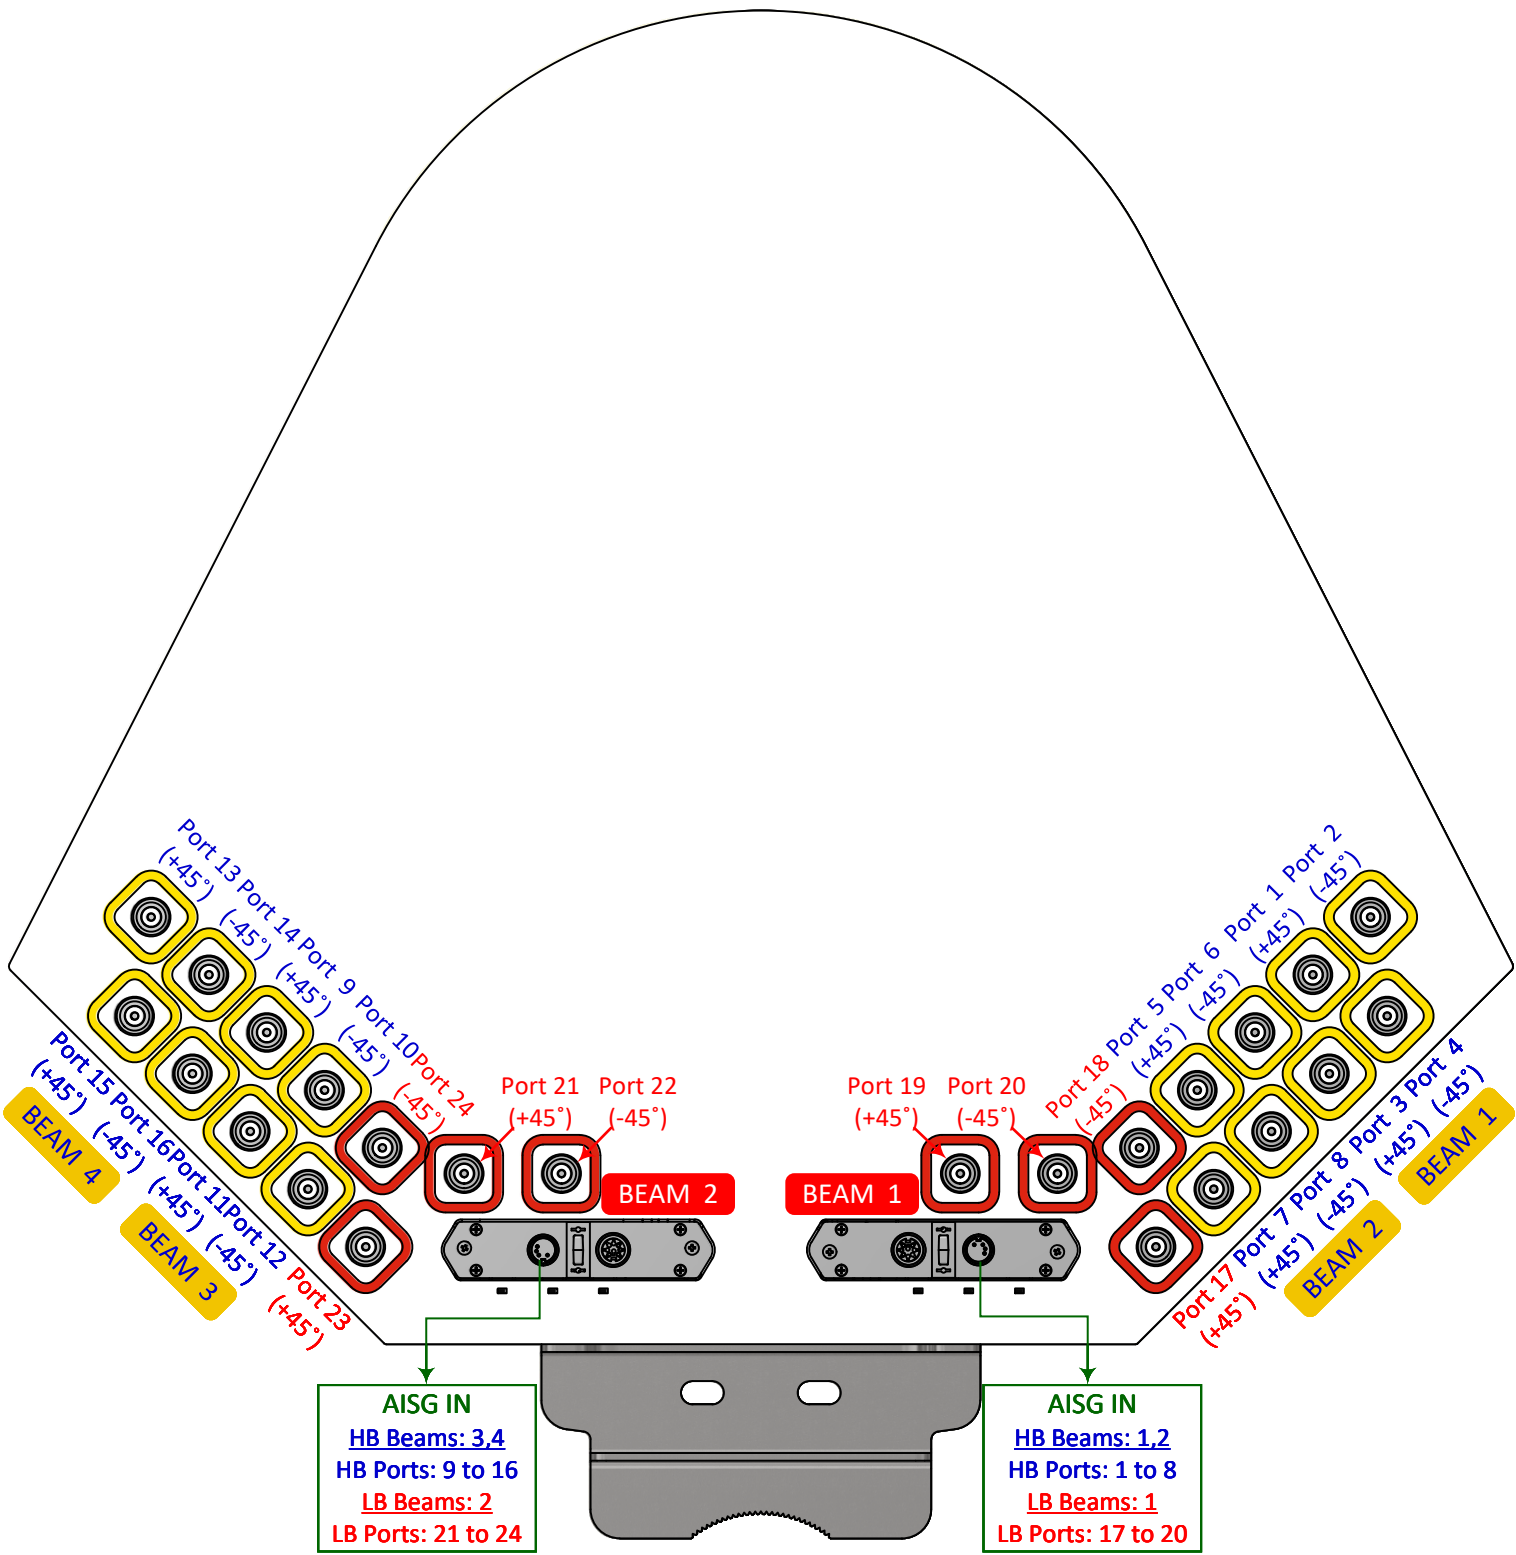 Port 13
(+45°)
Port 14
(-45°)
Port 9
(+45°)
Port 10
(-45°)
Port 24
(-45°)
Port 21
(+45°)
Port 22
(-45°)
Port 19
(+45°)
Port 20
(-45°)
Port 18
(-45°)
Port 5
(+45°)
Port 6
(-45°)
Port 1
(+45°)
Port 2
(-45°)
Port 15
(+45°)
Port 16
(-45°)
Port 11
(+45°)
Port 12
(-45°)
Port 23
(+45°)
BEAM 4
BEAM 3
BEAM 2
BEAM 1
Port 17
(+45°)
Port 7
(+45°)
Port 8
(-45°)
Port 3
(+45°)
Port 4
(-45°)
BEAM 2
BEAM 1
AISG IN
HB Beams: 3,4
HB Ports: 9 to 16
LB Beams: 2
LB Ports: 21 to 24
AISG IN
HB Beams: 1,2
HB Ports: 1 to 8
LB Beams: 1
LB Ports: 17 to 20